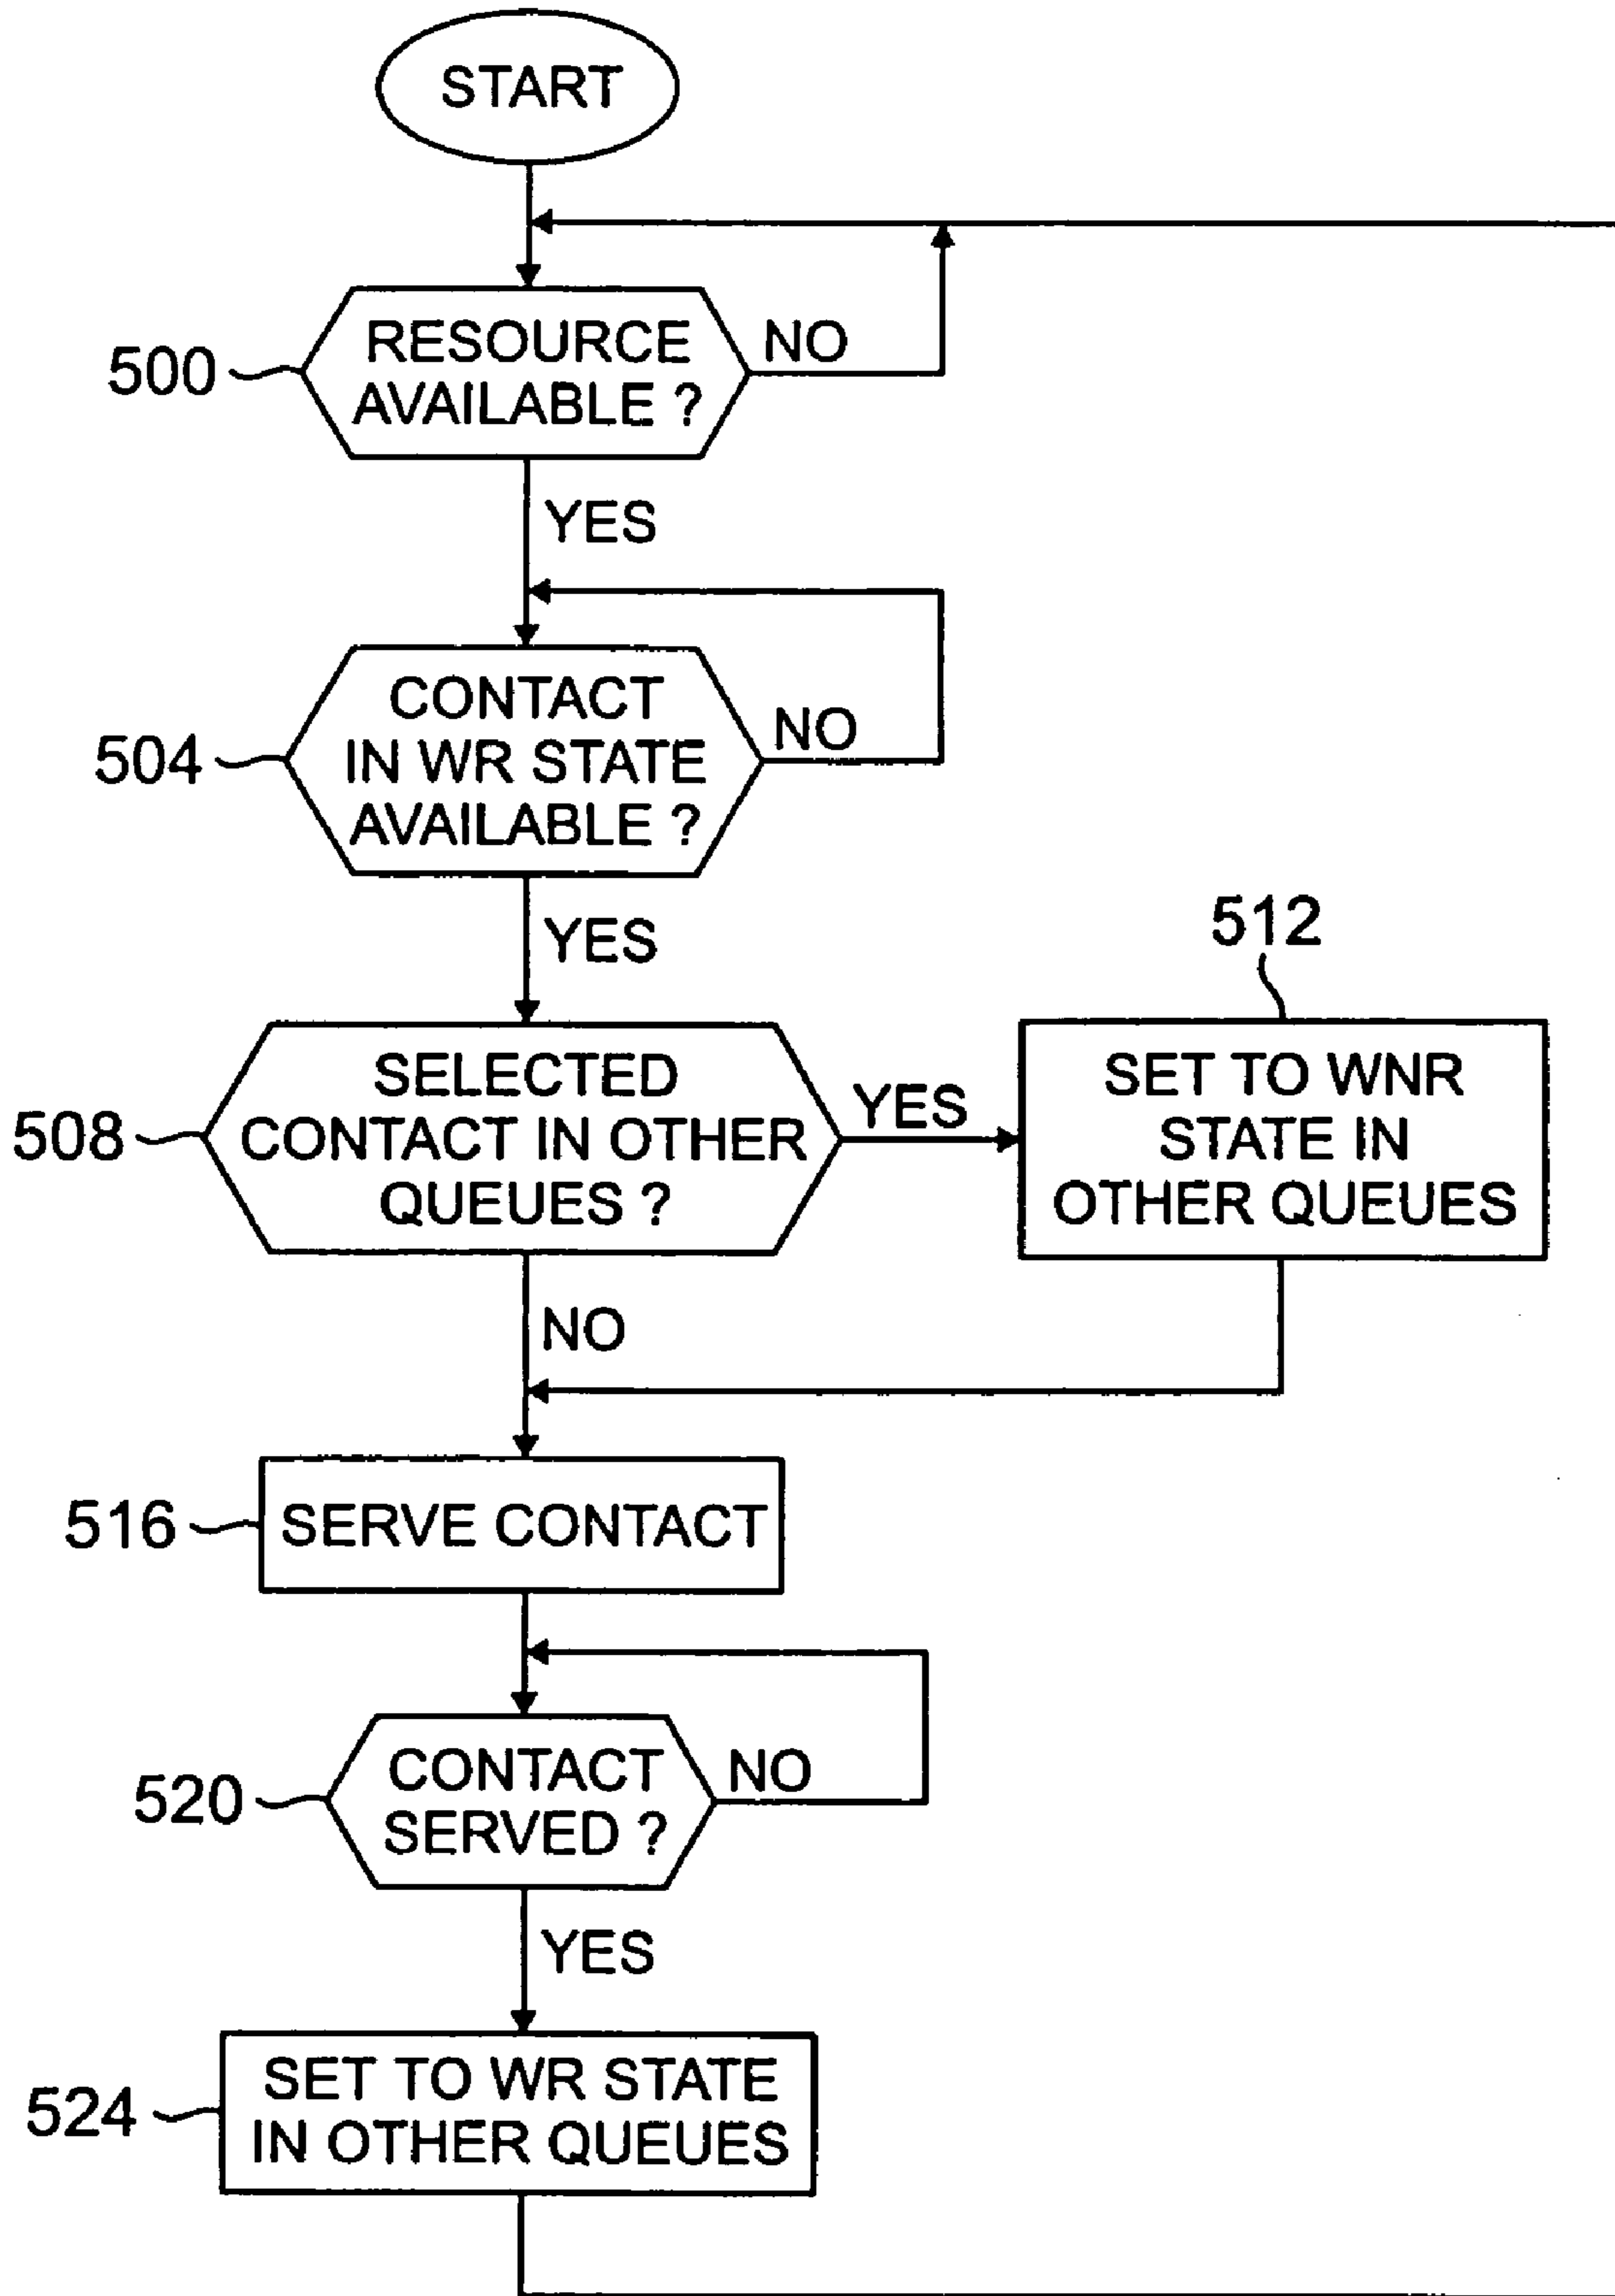 START
RESOURCE
AVAILABLE ?
NO
500
YES
CONTACT
IN WR STATE
AVAILABLE ?
NO
504
YES
512
SELECTED
CONTACT IN OTHER
QUEUES ?
YES
508
SET TO WNR
STATE IN
OTHER QUEUES
NO
516
SERVE CONTACT
CONTACT
SERVED ?
NO
520
YES
SET TO WR STATE
IN OTHER QUEUES
524